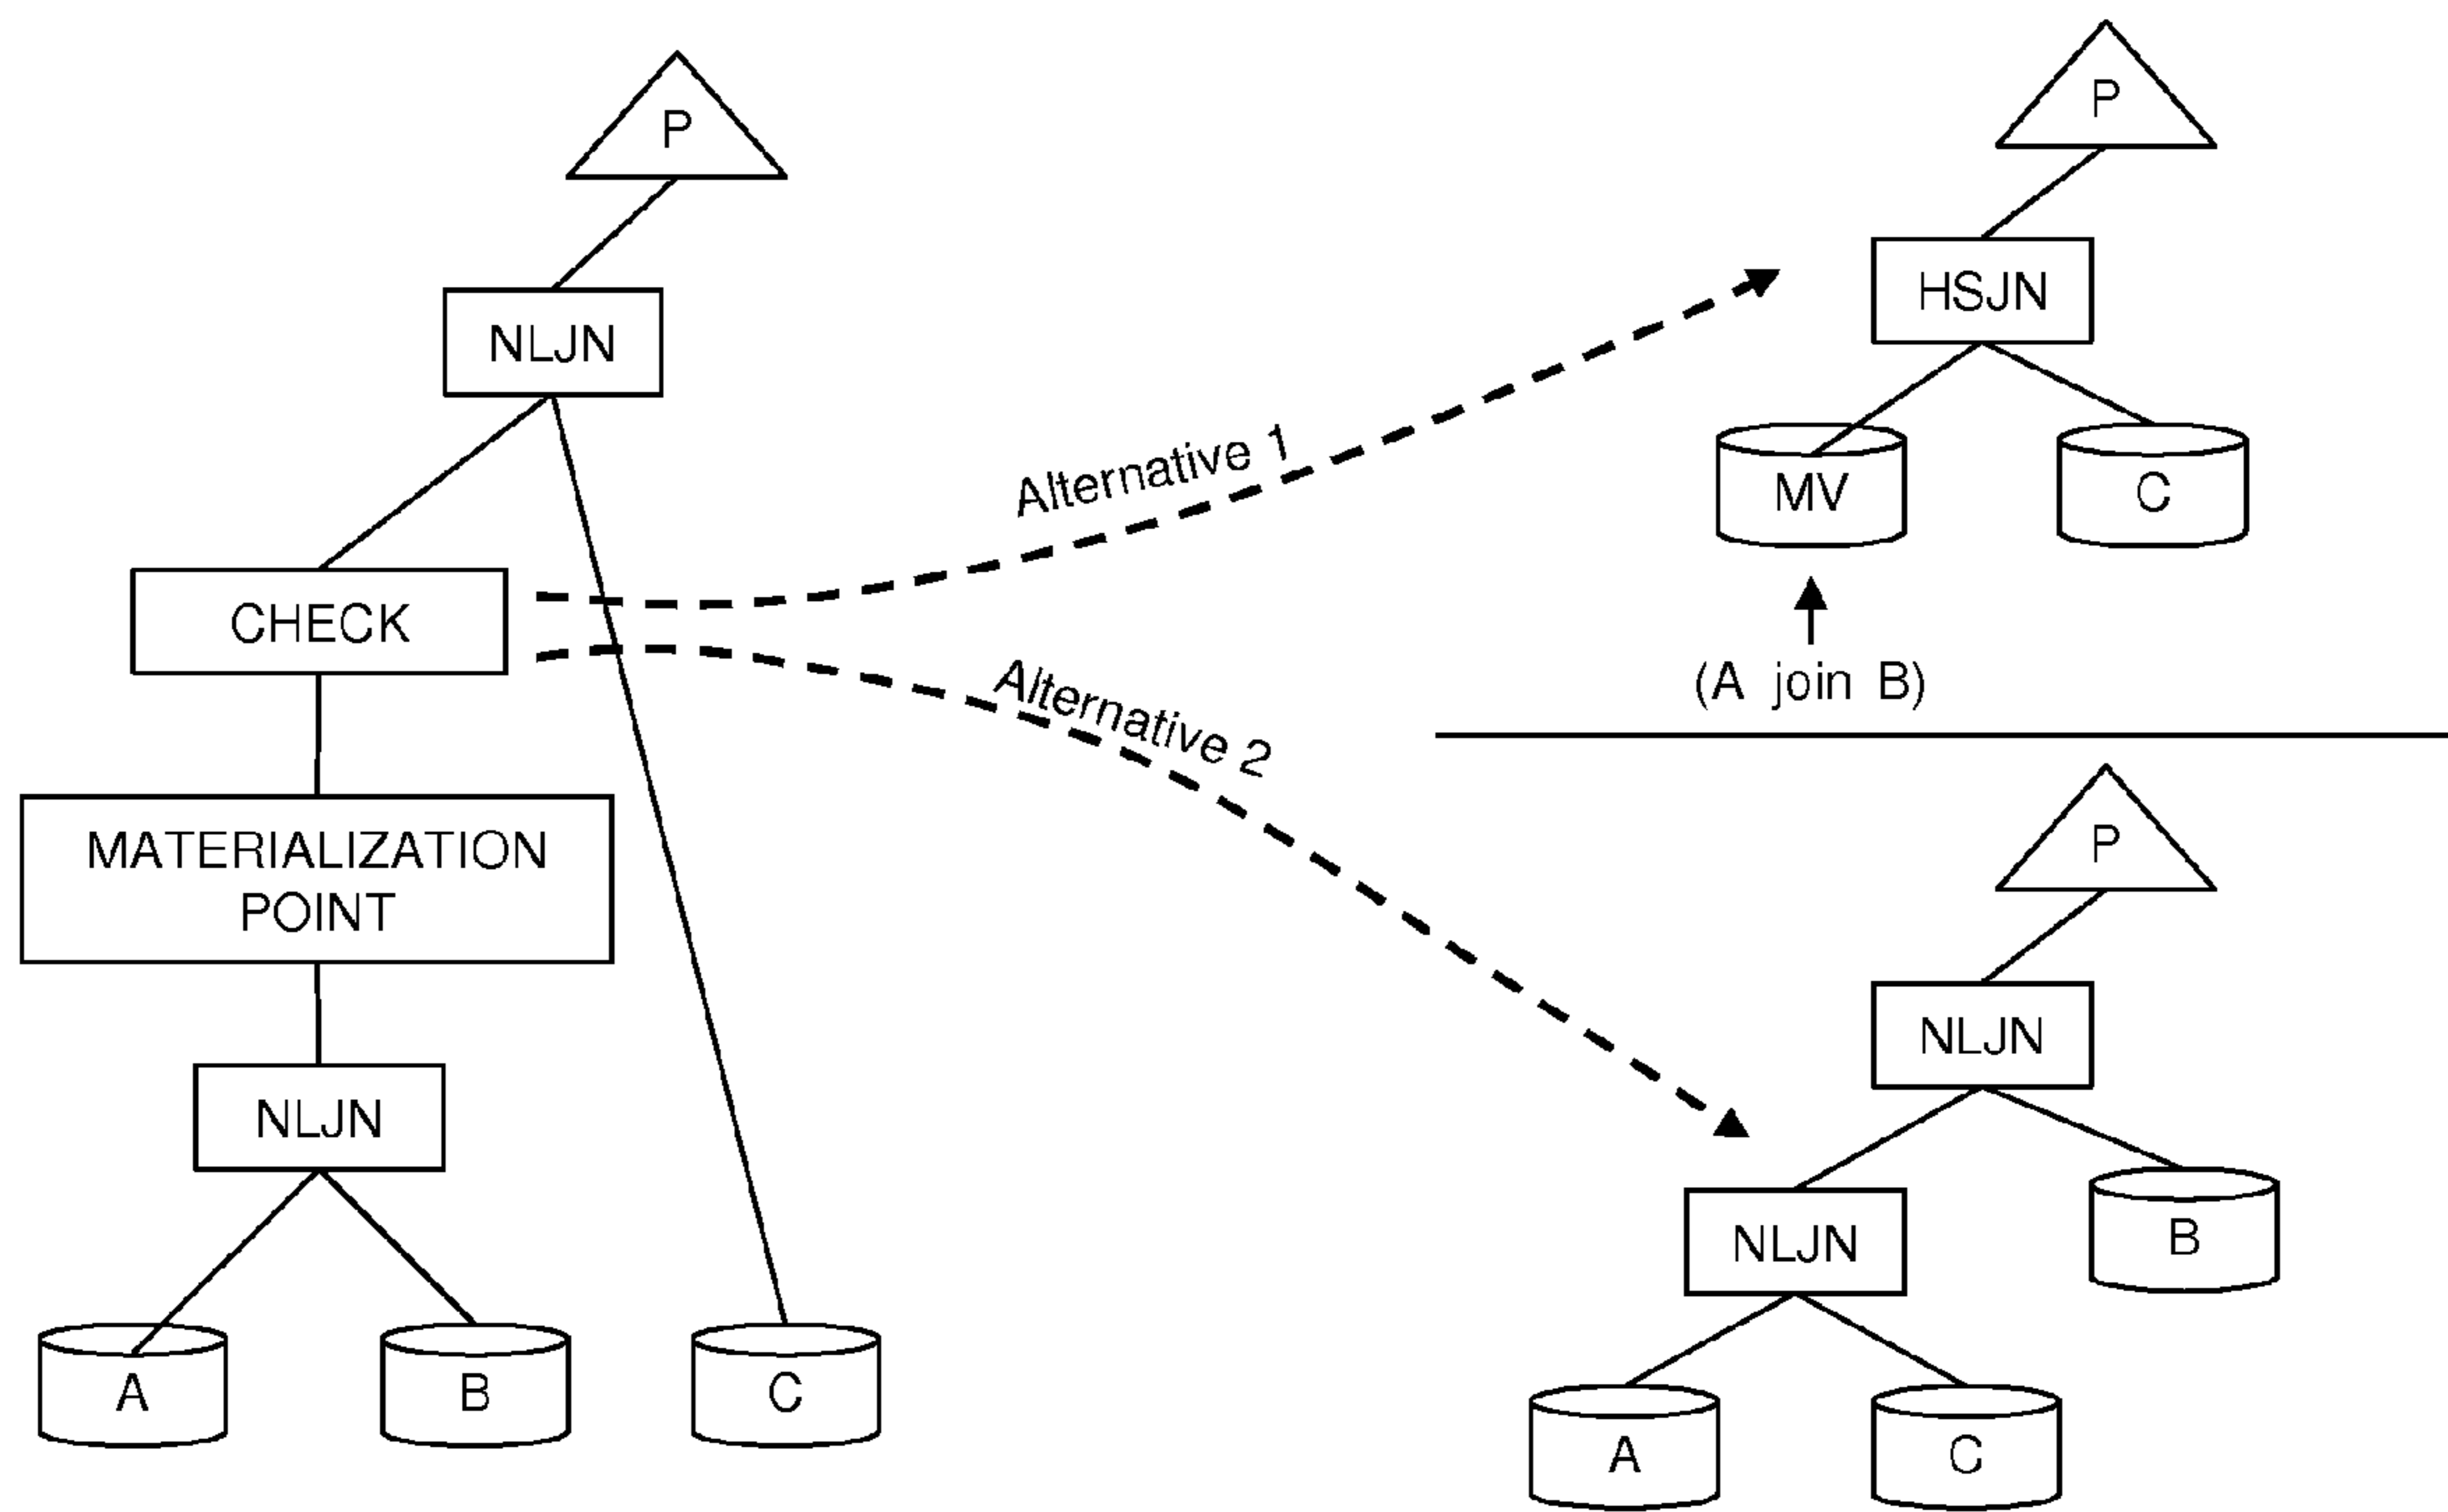 P
NLJN
CHECK
MATERIALIZATION
POINT
NLJN
A
B
C
Alternative 1
Alternative 2
P
HSJN
MV
C
(A join B)
P
NLJN
NLJN
B
A
C